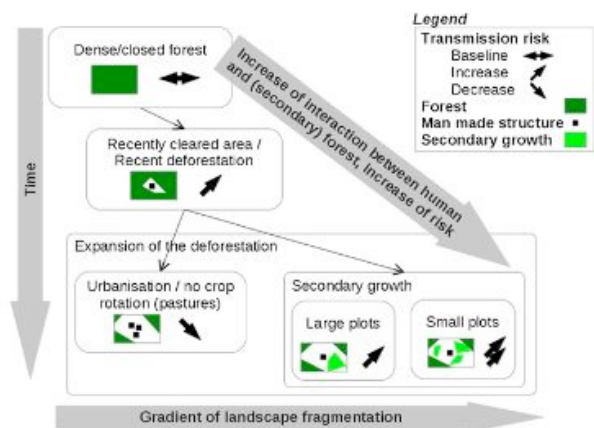 Legend
Transmission risk
Baseline
Increase
Decrease
Forest
Man made structure
Secondary growth
Dense/closed forest
Increase of interaction between human
and (secondary) forest, Increase of risk
Time
Recently cleared area /
Recent deforestation
Expansion of the deforestation
Urbanisation / no crop
rotation (pastures)
Secondary growth
Large plots
Small plots
Gradient of landscape fragmentation